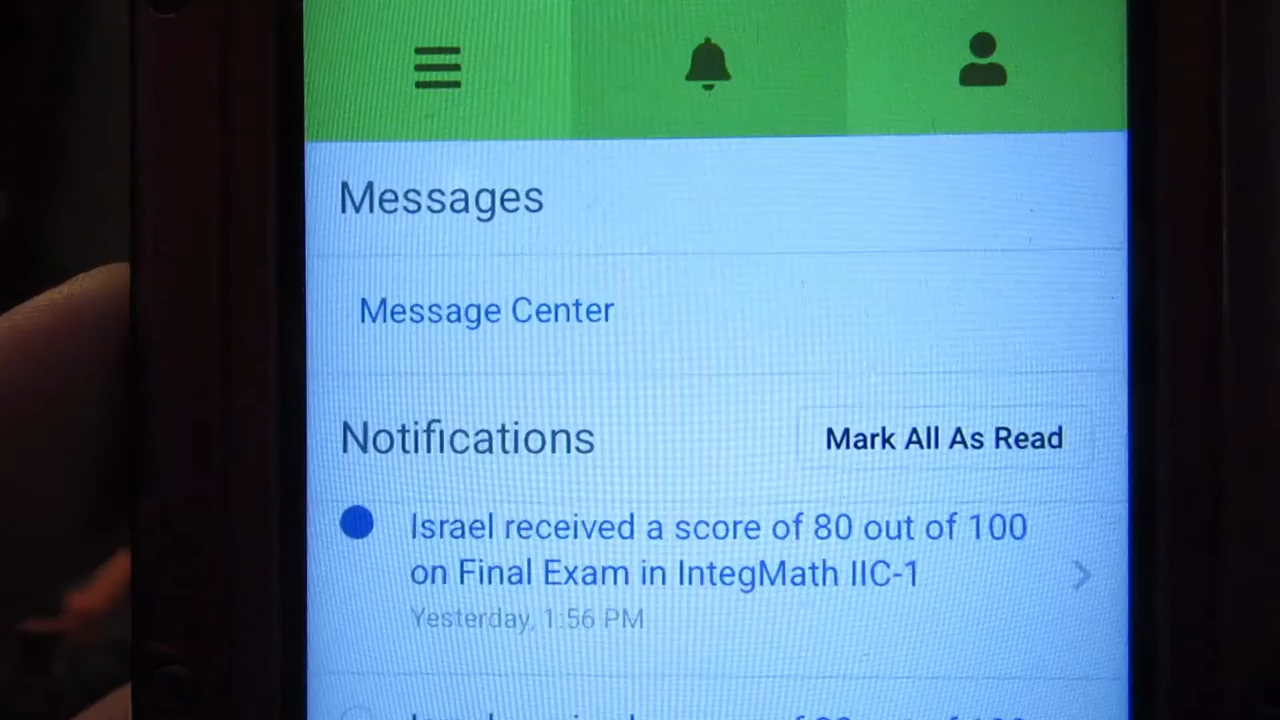 Messages
Message Center
Notifications
Mark All As Read
Israel received a score of 80 out of 100
on Final Exam in IntegMath IIC-1
Yesterday, 1:56 PM